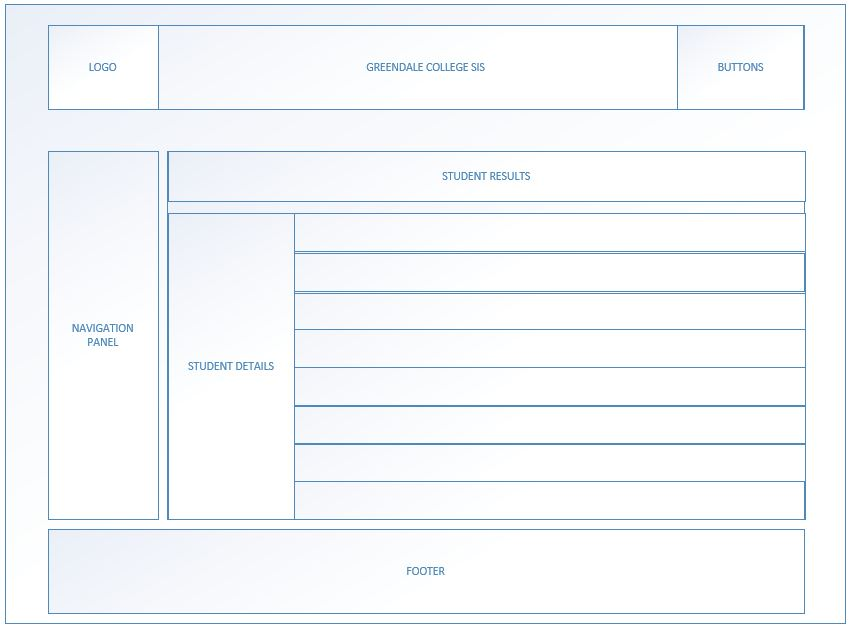 LOGO
GREENDALE COLLEGE SIS
BUTTONS
STUDENT RESULTS
NAVIGATION
PANEL
STUDENT DETAILS
FOOTER